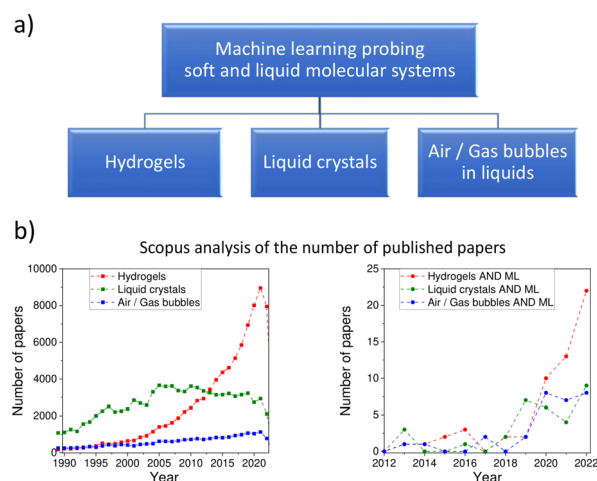 a)
Machine learning probing
soft and liquid molecular systems
Hydrogels
Liquid crystals
Air / Gas bubbles
in liquids
b)
Scopus analysis of the number of published papers
Number of papers
10000
8000
6000
4000
2000
0
Hydrogels
Liquid crystals
Air / Gas bubbles
1990 1995 2000 2005 2010 2015 2020
Year
Number of papers
25
20
15
10
5
0
Hydrogels AND ML
Liquid crystals AND ML
Air / Gas bubbles AND ML
2012 2014 2016 2018 2020 2022
Year